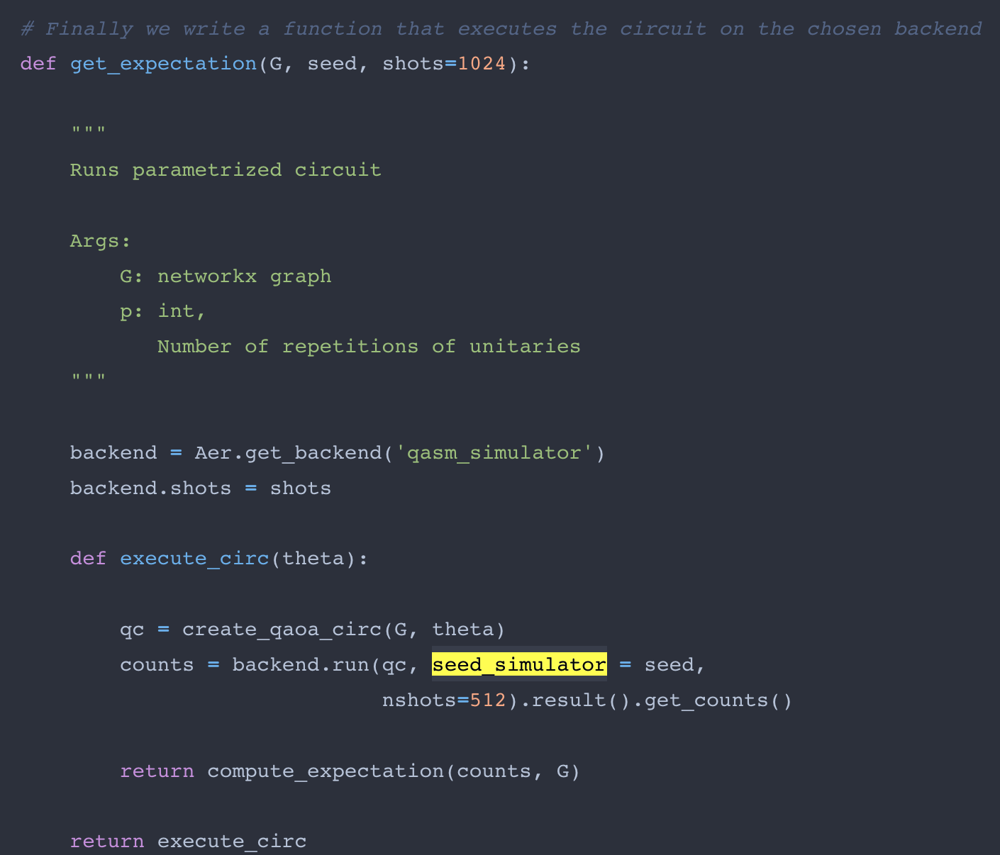 # Finally we write a function that executes the circuit on the chosen backend
def get_expectation(G, seed, shots=1024):
"""
Runs parametrized circuit
Args:
G: networkx graph
p: int,
Number of repetitions of unitaries
"""
backend = Aer.get_backend('qasm_simulator')
backend.shots = shots
def execute_circ(theta):
qc = create_qaoa_circ(G, theta)
counts = backend.run(qc, seed_simulator = seed,
nshots=512).result().get_counts()
return compute_expectation(counts, G)
return execute_circ